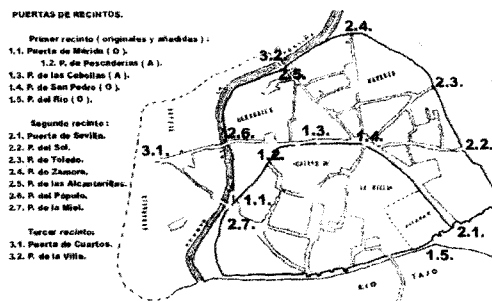 PUERTAS DE RECINTOS.
Primer recinto ( originales y añadidas ) :
1.1. Puerta de Mérida ( O ).
1.2. P. de Pescaderías ( A ).
1.3. P. de las Cebollas ( A ).
1.4. P. de San Pedro ( O ).
1.5. P. del Río ( O ).
Segundo recinto :
2.1. Puerta de Sevilla.
2.2. P. del Sol.
2.3. P. de Toledo.
2.4. P. de Zamora.
2.5. P. de las Alcantarillas.
2.6. P. del Pópulo.
2.7. P. de la Miel.
Tercer recinto:
3.1. Puerta de Cuartos.
3.2. P. de la Villa.
2.4.
3.2.
2.5.
2.3.
2.6.
1.3.
1.4.
2.2.
3.1.
1.2.
1.1.
2.7.
2.1.
1.5.
LA VILLA
RIO TAJO